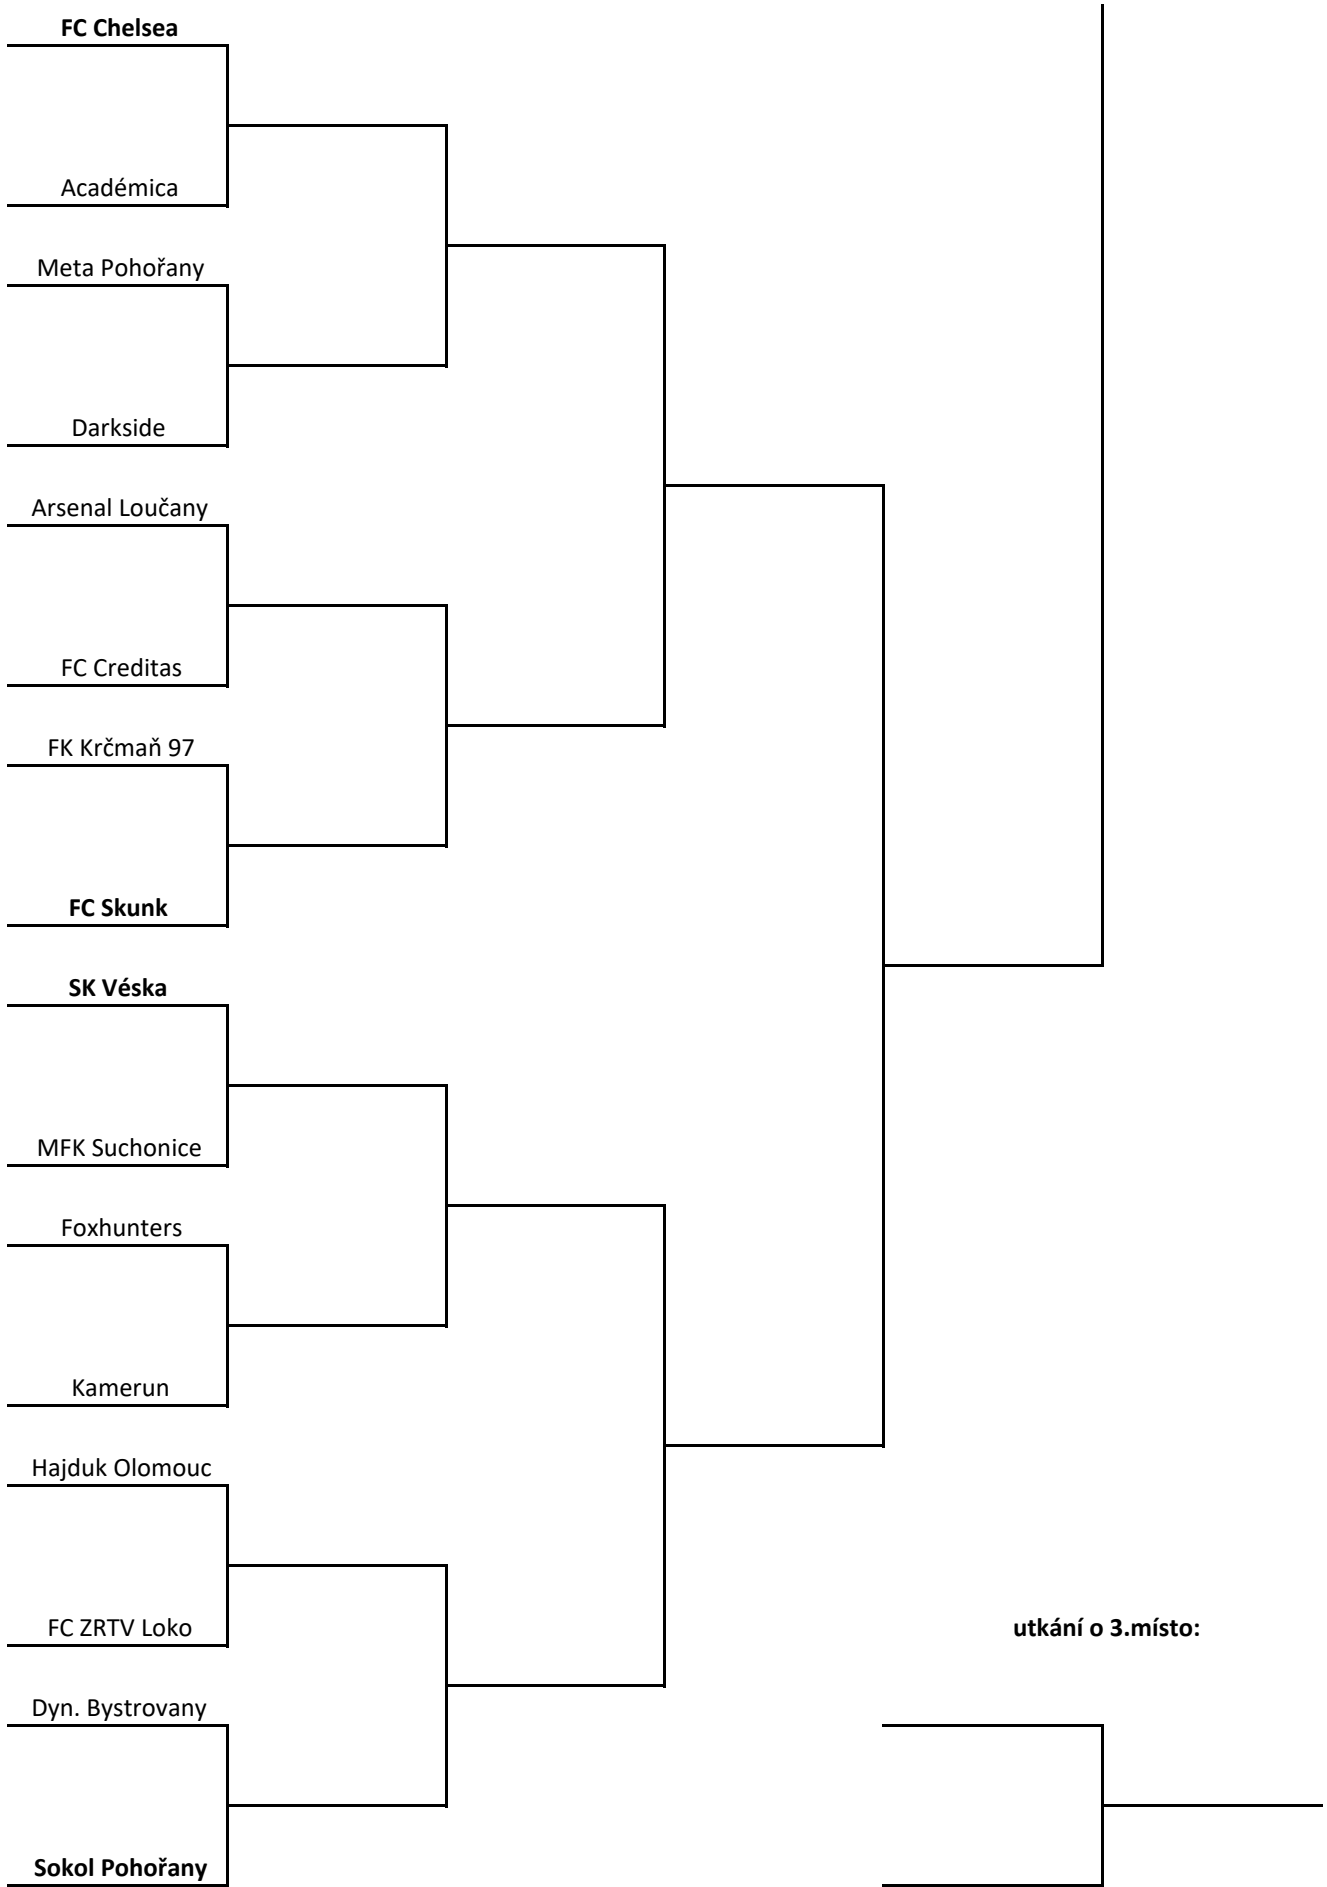 FC Chelsea
Académica
Meta Pohořany
Darkside
Arsenal Loučany
FC Creditas
FK Krčmaň 97
FC Skunk
SK Véska
MFK Suchonice
Foxhunters
Kamerun
Hajduk Olomouc
FC ZRTV Loko
utkání o 3.místo:
Dyn. Bystrovany
Sokol Pohořany